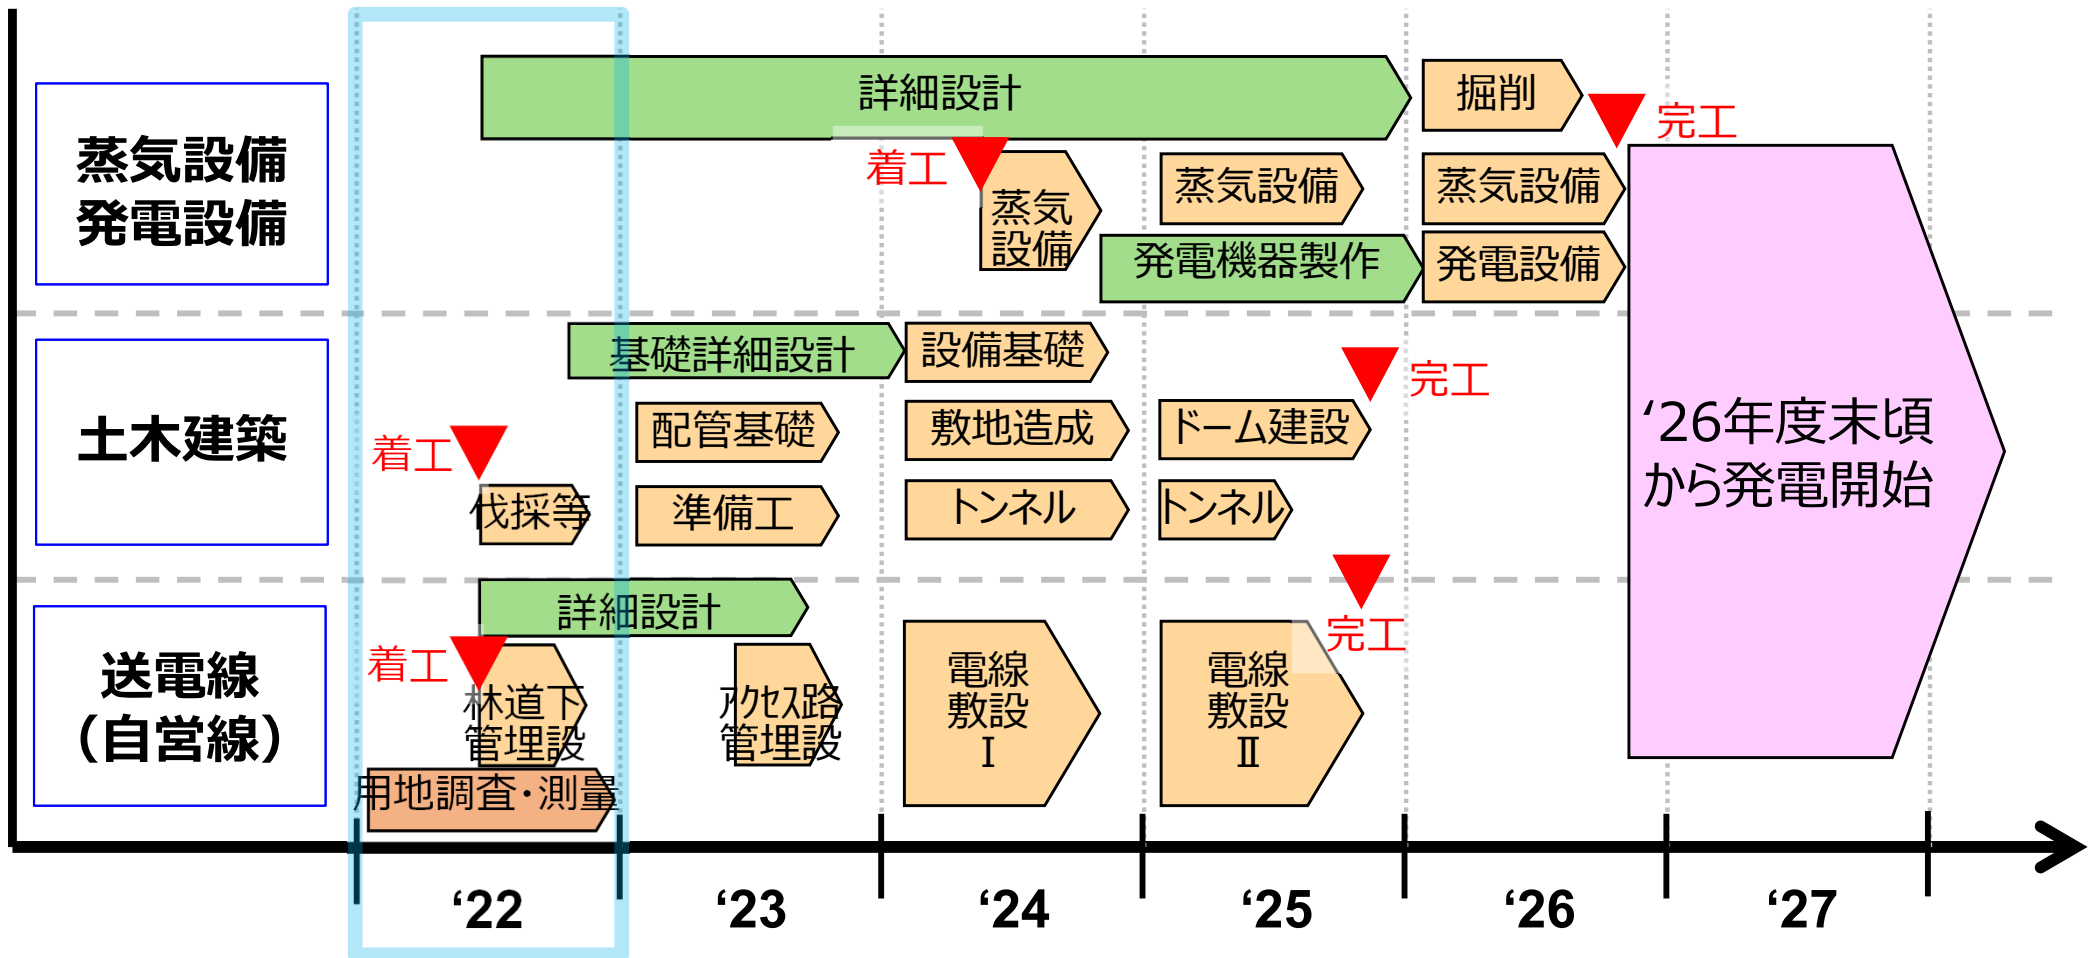 蒸気設備
発電設備
詳細設計
掘削
完工
着工
蒸気
設備
蒸気設備
蒸気設備
発電機器製作
発電設備
土木建築
基礎詳細設計
設備基礎
完工
着工
配管基礎
敷地造成
ドーム建設
伐採等
準備工
トンネル
トンネル
‘26年度末頃
から発電開始
送電線
（自営線）
詳細設計
着工
林道下
管埋設
ｱｸｾｽ路
管埋設
電線
敷設
Ⅰ
電線
敷設
Ⅱ
完工
用地調査・測量
‘22
‘23
‘24
‘25
‘26
‘27